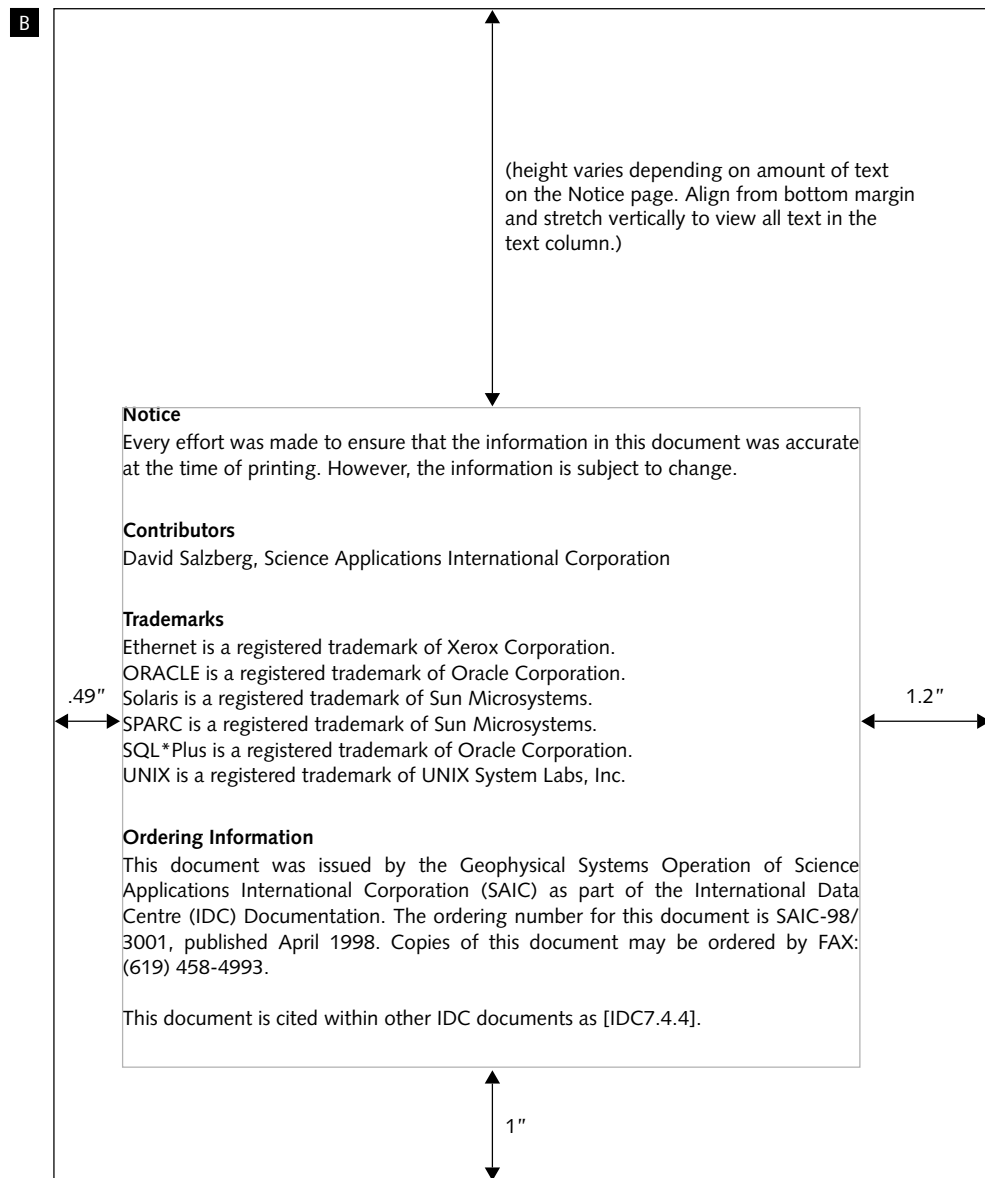 B
(height varies depending on amount of text
on the Notice page. Align from bottom margin
and stretch vertically to view all text in the
text column.)
Notice
Every effort was made to ensure that the information in this document was accurate
at the time of printing. However, the information is subject to change.
Contributors
David Salzberg, Science Applications International Corporation
Trademarks
Ethernet is a registered trademark of Xerox Corporation.
ORACLE is a registered trademark of Oracle Corporation.
Solaris is a registered trademark of Sun Microsystems.
.49"
1.2"
SPARC is a registered trademark of Sun Microsystems.
SQL*Plus is a registered trademark of Oracle Corporation.
UNIX is a registered trademark of UNIX System Labs, Inc.
Ordering Information
This document was issued by the Geophysical Systems Operation of Science
Applications International Corporation (SAIC) as part of the International Data
Centre (IDC) Documentation. The ordering number for this document is SAIC-98/
3001, published April 1998. Copies of this document may be ordered by FAX:
(619) 458-4993.
This document is cited within other IDC documents as [IDC7.4.4].
1"